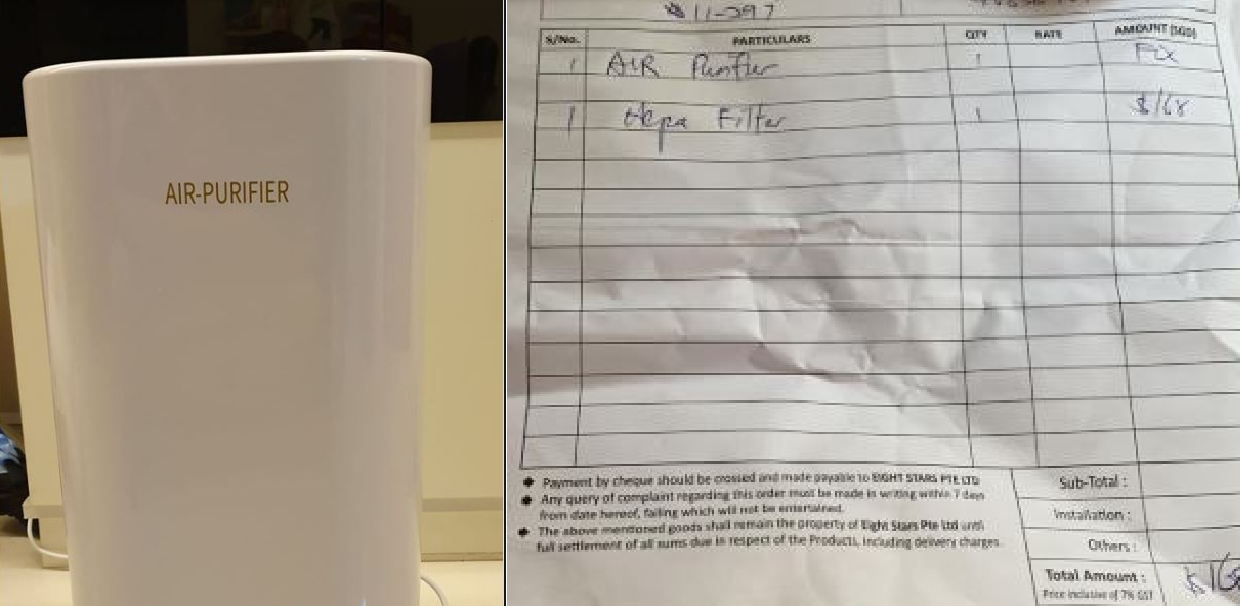 AIR-PURIFIER
#11-297
S/No. PARTICULARS QTY RATE AMOUNT (SGD)
1 AIR Purifier 1
1 Hepa Filter 1 $168
Payment by cheque should be crossed and made payable to EIGHT STARS PTE LTD
Any query of complaint regarding this order must be made in writing within 7 days
from date hereof, failing which will not be entertained.
The above mentioned goods shall remain the property of Eight Stars Pte Ltd until
full settlement of all sums due in respect of the Products, including delivery charges.
Sub-Total :
Installation :
Others :
Total Amount :
Price inclusive of 7% GST